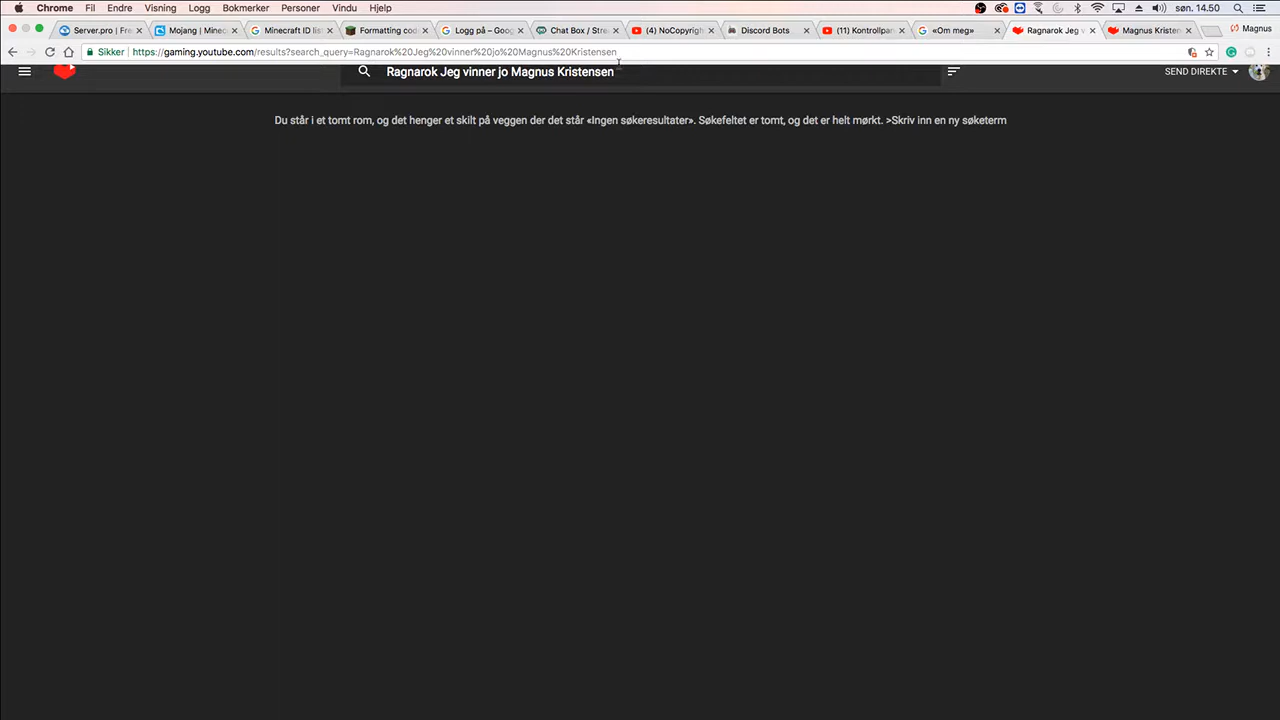 Chrome Fil Endre Visning Logg Bokmerker Personer Vindu Hjelp søn. 14.50
Server.pro | Fre Mojang | Minec Minecraft ID lis Formatting cod Logg på – Goog Chat Box / Stre (4) NoCopyrigh Discord Bots (11) Kontrollpan «Om meg» Ragnarok Jeg v Magnus Kristen Magnus
Sikker https://gaming.youtube.com/results?search_query=Ragnarok%20Jeg%20vinner%20jo%20Magnus%20Kristensen
Ragnarok Jeg vinner jo Magnus Kristensen SEND DIREKTE
Du står i et tomt rom, og det henger et skilt på veggen der det står «Ingen søkeresultater». Søkefeltet er tomt, og det er helt mørkt. >Skriv inn en ny søketerm